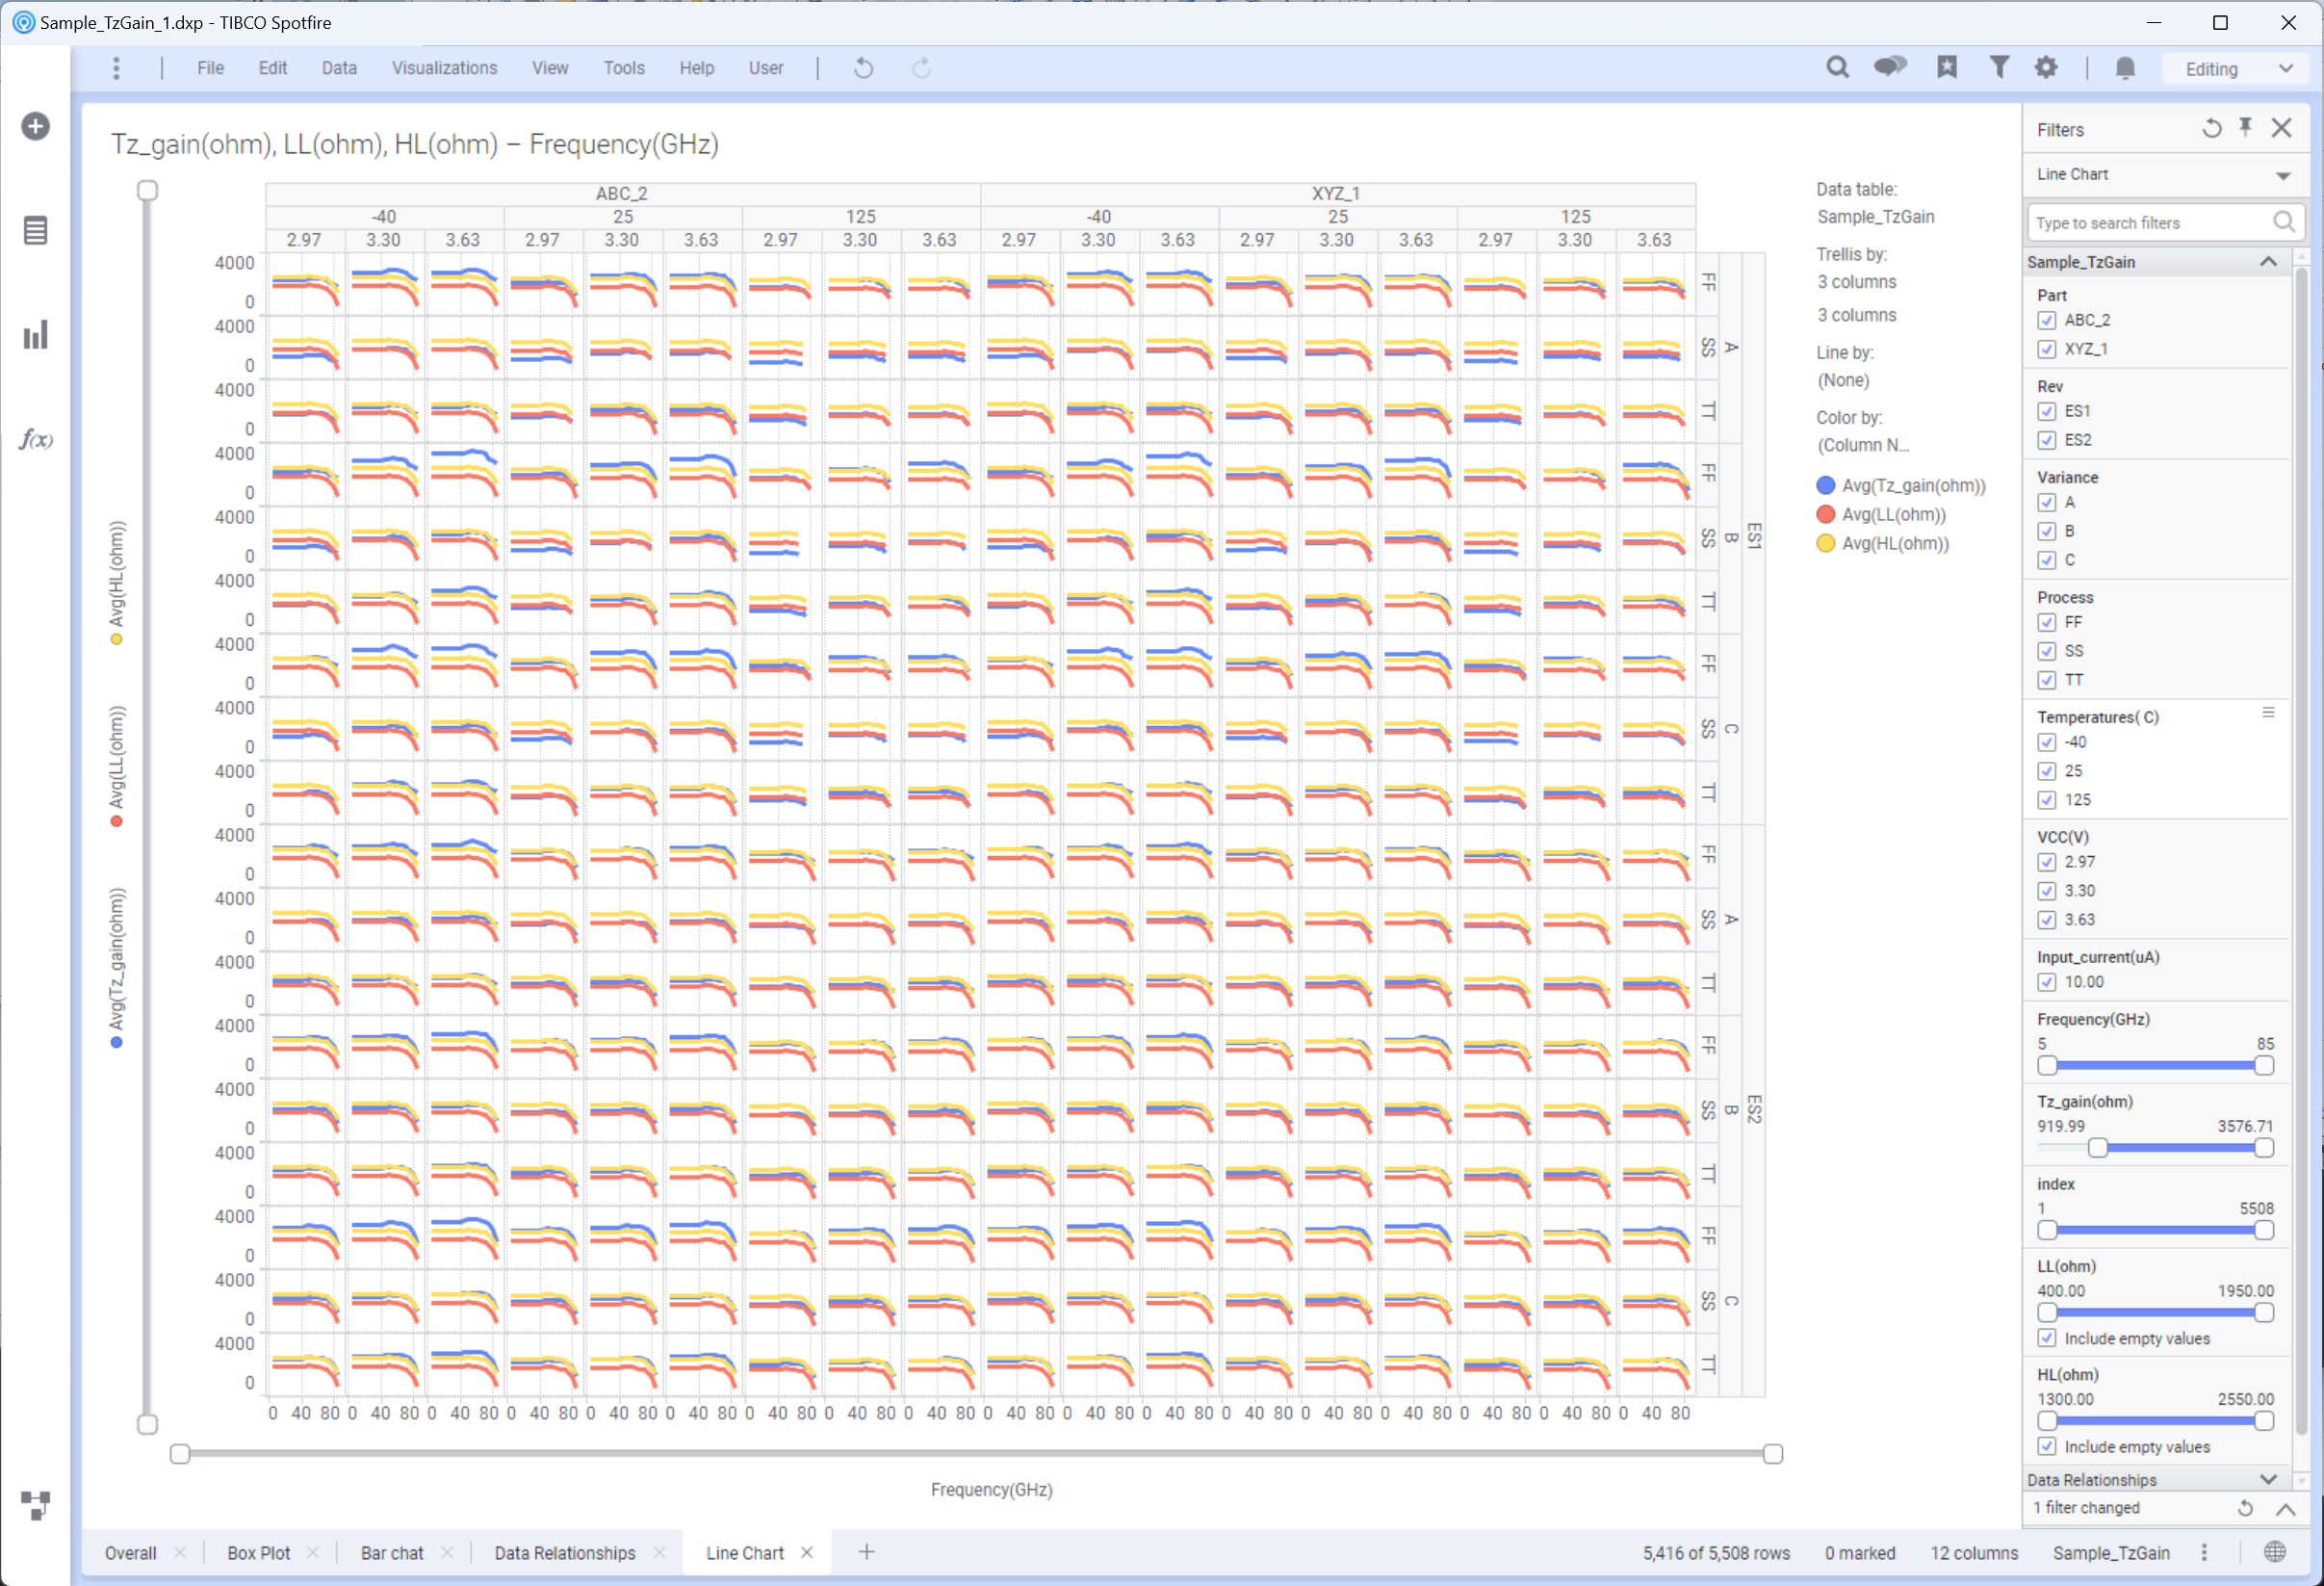 Sample_TzGain_1.dxp - TIBCO Spotfire
File Edit Data Visualizations View Tools Help User Editing
f(x)
Tz_gain(ohm), LL(ohm), HL(ohm) – Frequency(GHz)
ABC_2 XYZ_1
-40 25 125 -40 25 125
2.97 3.30 3.63 2.97 3.30 3.63 2.97 3.30 3.63 2.97 3.30 3.63 2.97 3.30 3.63 2.97 3.30 3.63
4000
0
FF
4000
0
SS
A
4000
0
TT
4000
0
FF
4000
0
SS
B
ES1
4000
0
TT
4000
0
FF
4000
0
SS
C
4000
0
TT
4000
0
FF
4000
0
SS
A
4000
0
TT
4000
0
FF
4000
0
SS
B
ES2
4000
0
TT
4000
0
FF
4000
0
SS
C
4000
0
TT
Avg(HL(ohm))
Avg(LL(ohm))
Avg(Tz_gain(ohm))
0 40 80 0 40 80 0 40 80 0 40 80 0 40 80 0 40 80 0 40 80 0 40 80 0 40 80 0 40 80 0 40 80 0 40 80 0 40 80 0 40 80 0 40 80 0 40 80 0 40 80 0 40 80
Frequency(GHz)
Data table:
Sample_TzGain
Trellis by:
3 columns
3 columns
Line by:
(None)
Color by:
(Column N...
Avg(Tz_gain(ohm))
Avg(LL(ohm))
Avg(HL(ohm))
Filters
Line Chart
Type to search filters
Sample_TzGain
Part
ABC_2
XYZ_1
Rev
ES1
ES2
Variance
A
B
C
Process
FF
SS
TT
Temperatures( C)
-40
25
125
VCC(V)
2.97
3.30
3.63
Input_current(uA)
10.00
Frequency(GHz)
5 85
Tz_gain(ohm)
919.99 3576.71
index
1 5508
LL(ohm)
400.00 1950.00
Include empty values
HL(ohm)
1300.00 2550.00
Include empty values
Data Relationships
1 filter changed
Overall Box Plot Bar chat Data Relationships Line Chart
5,416 of 5,508 rows 0 marked 12 columns Sample_TzGain